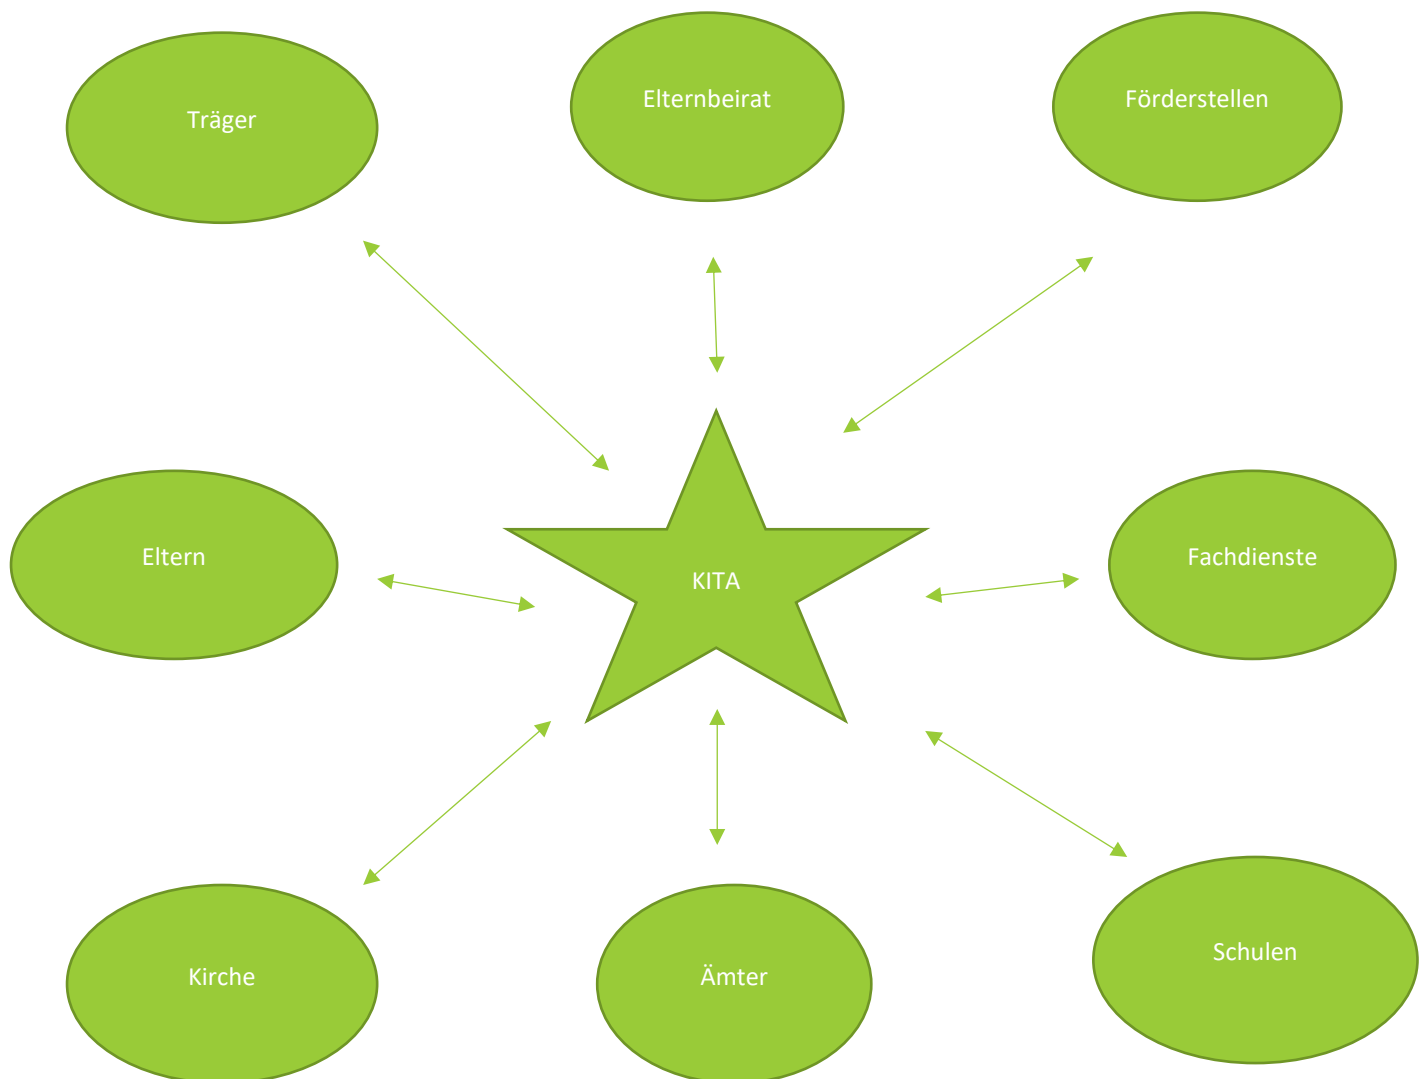 Träger
Elternbeirat
Förderstellen
Eltern
KITA
Fachdienste
Kirche
Ämter
Schulen